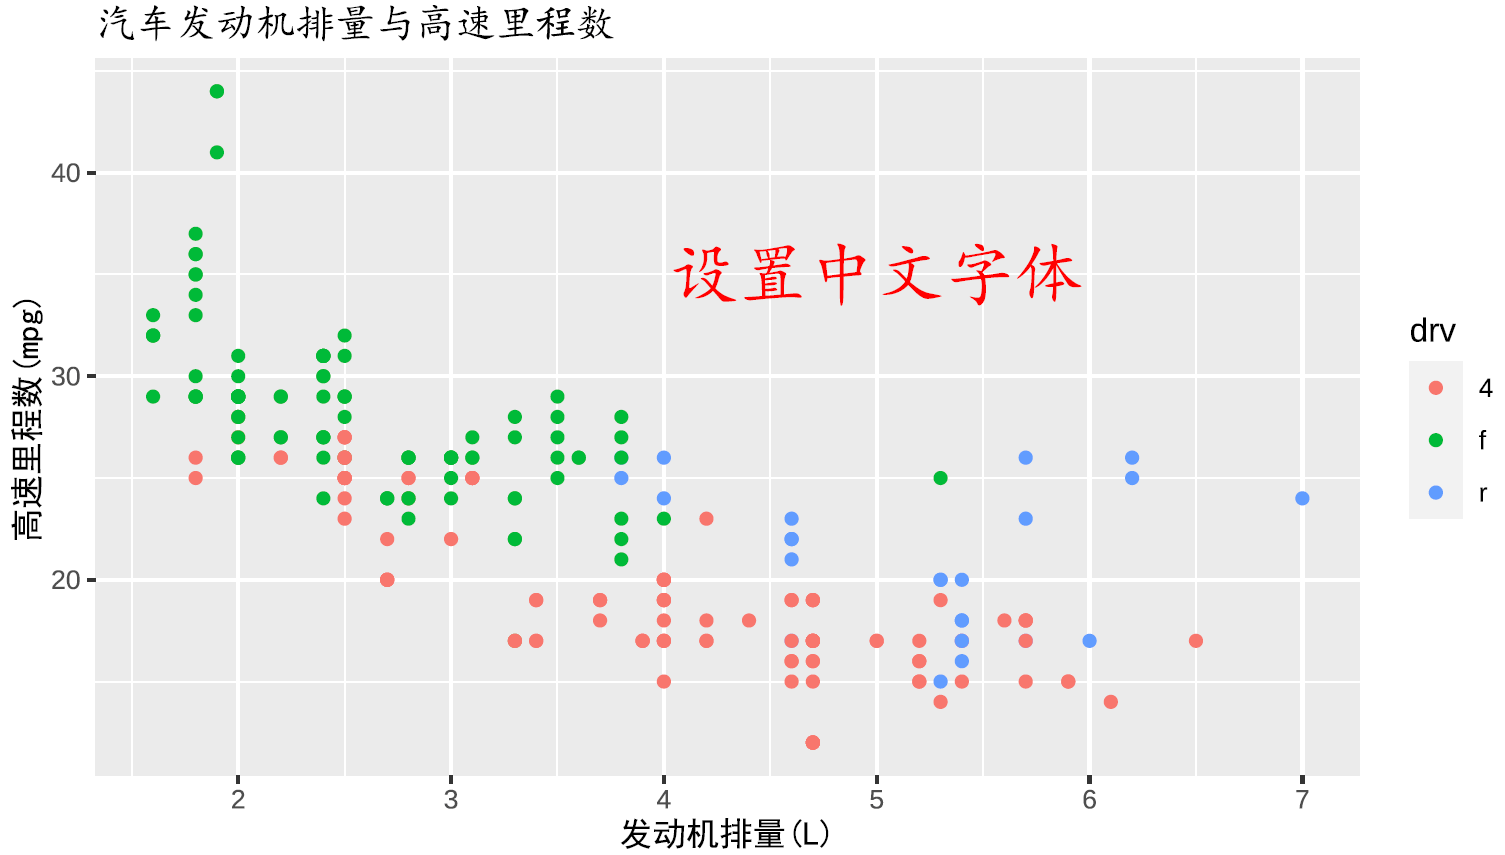 汽车发动机排量与高速里程数
设置中文字体
高速里程数(mpg)
40
30
20
2 3 4 5 6 7
发动机排量(L)
drv
4
f
r